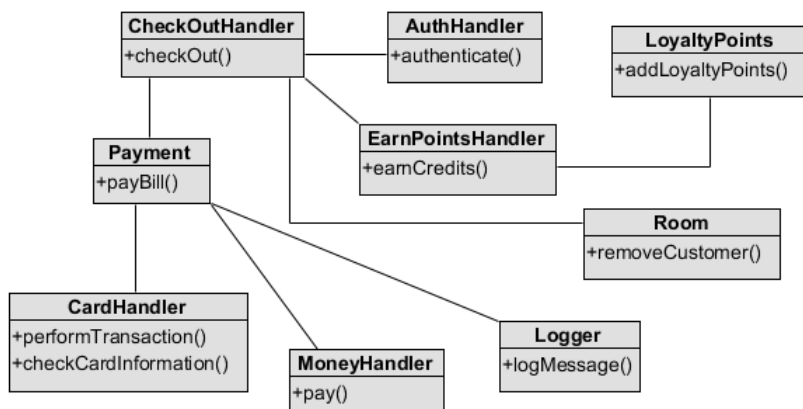 CheckOutHandler
+checkOut()
AuthHandler
+authenticate()
LoyaltyPoints
+addLoyaltyPoints()
EarnPointsHandler
+earnCredits()
Payment
+payBill()
Room
+removeCustomer()
CardHandler
+performTransaction()
+checkCardInformation()
MoneyHandler
+pay()
Logger
+logMessage()